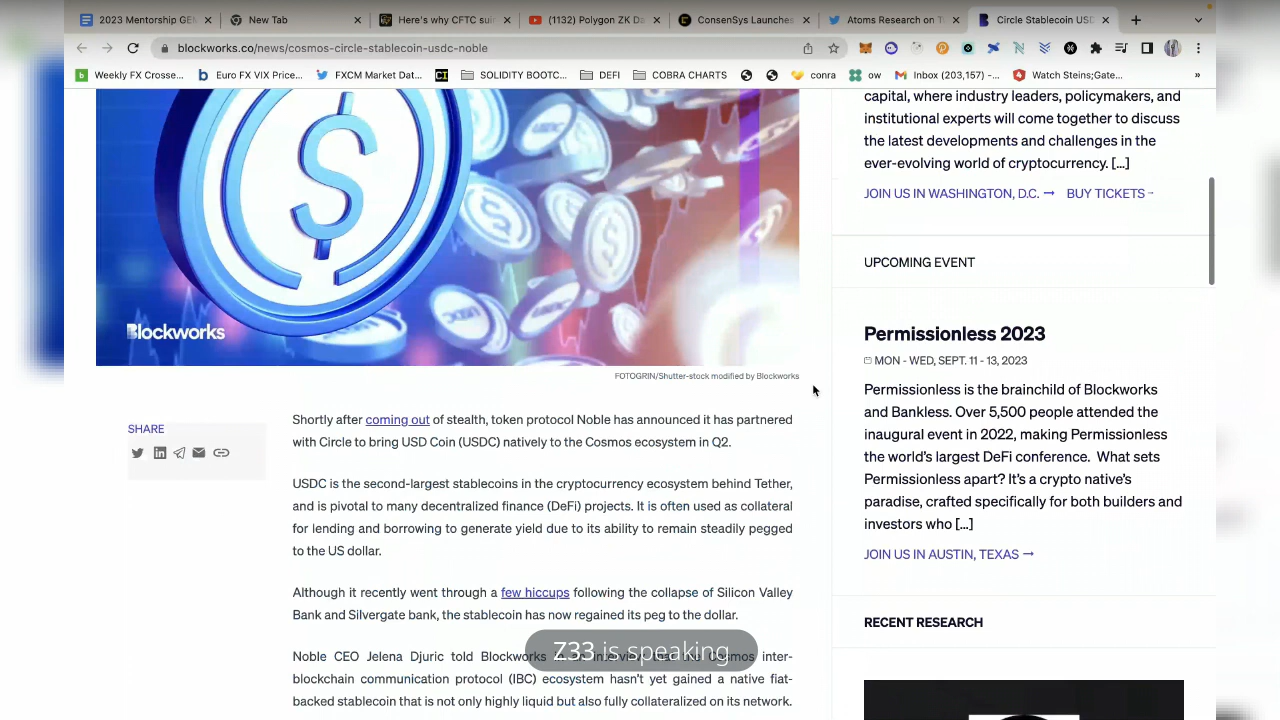 2023 Mentorship GEN
New Tab
Here's why CFTC suin
(1132) Polygon ZK Da
ConsenSys Launches
Atoms Research on Tw
Circle Stablecoin USD
blockworks.co/news/cosmos-circle-stablecoin-usdc-noble
Weekly FX Crosse...
Euro FX VIX Price...
FXCM Market Dat...
CI
SOLIDITY BOOTC...
DEFI
COBRA CHARTS
conra
ow
Inbox (203,157) –...
Watch Steins;Gate...
»
Blockworks
FOTOGRIN/Shutter-stock modified by Blockworks
SHARE
Shortly after coming out of stealth, token protocol Noble has announced it has partnered
with Circle to bring USD Coin (USDC) natively to the Cosmos ecosystem in Q2.
USDC is the second-largest stablecoins in the cryptocurrency ecosystem behind Tether,
and is pivotal to many decentralized finance (DeFi) projects. It is often used as collateral
for lending and borrowing to generate yield due to its ability to remain steadily pegged
to the US dollar.
Although it recently went through a few hiccups following the collapse of Silicon Valley
Bank and Silvergate bank, the stablecoin has now regained its peg to the dollar.
Noble CEO Jelena Djuric told Blockworks in an interview that the Cosmos inter-
blockchain communication protocol (IBC) ecosystem hasn't yet gained a native fiat-
backed stablecoin that is not only highly liquid but also fully collateralized on its network.
Z33 is speaking
capital, where industry leaders, policymakers, and
institutional experts will come together to discuss
the latest developments and challenges in the
ever-evolving world of cryptocurrency. [...]
JOIN US IN WASHINGTON, D.C. → BUY TICKETS →
UPCOMING EVENT
Permissionless 2023
MON - WED, SEPT. 11 - 13, 2023
Permissionless is the brainchild of Blockworks
and Bankless. Over 5,500 people attended the
inaugural event in 2022, making Permissionless
the world's largest DeFi conference. What sets
Permissionless apart? It's a crypto native's
paradise, crafted specifically for both builders and
investors who [...]
JOIN US IN AUSTIN, TEXAS →
RECENT RESEARCH